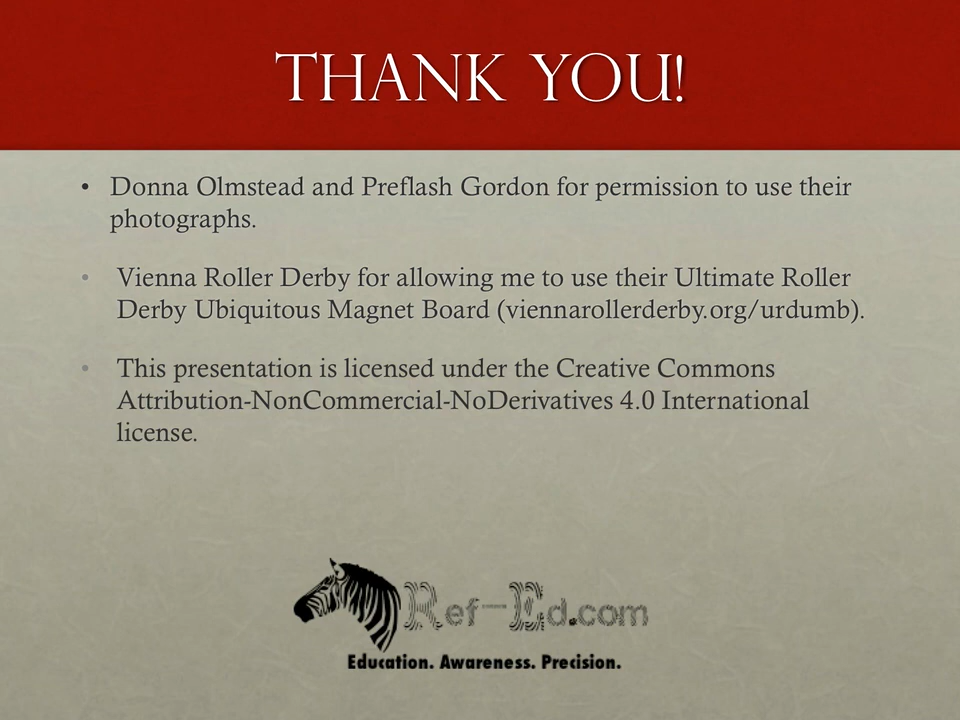 THANK YOU!
• Donna Olmstead and Preflash Gordon for permission to use their
photographs.
• Vienna Roller Derby for allowing me to use their Ultimate Roller
Derby Ubiquitous Magnet Board (viennarollerderby.org/urdumb).
• This presentation is licensed under the Creative Commons
Attribution-NonCommercial-NoDerivatives 4.0 International
license.
Ref-Ed.com
Education. Awareness. Precision.